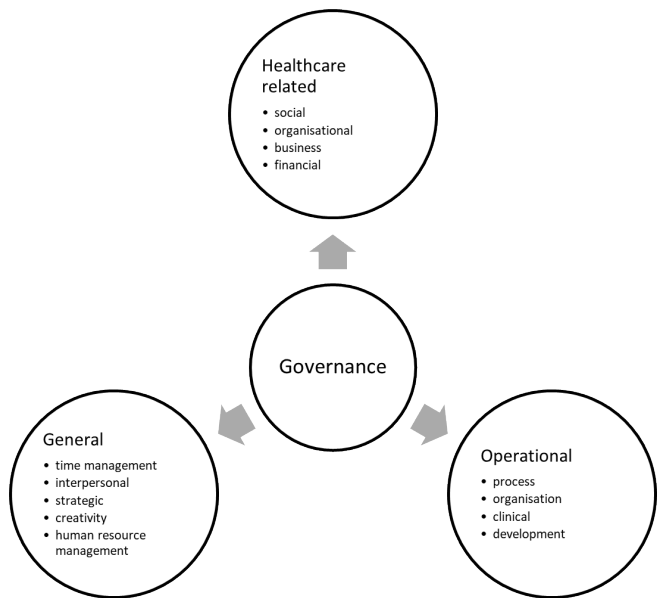 Healthcare
related
• social
• organisational
• business
• financial
Governance
General
• time management
• interpersonal
• strategic
• creativity
• human resource
management
Operational
• process
• organisation
• clinical
• development